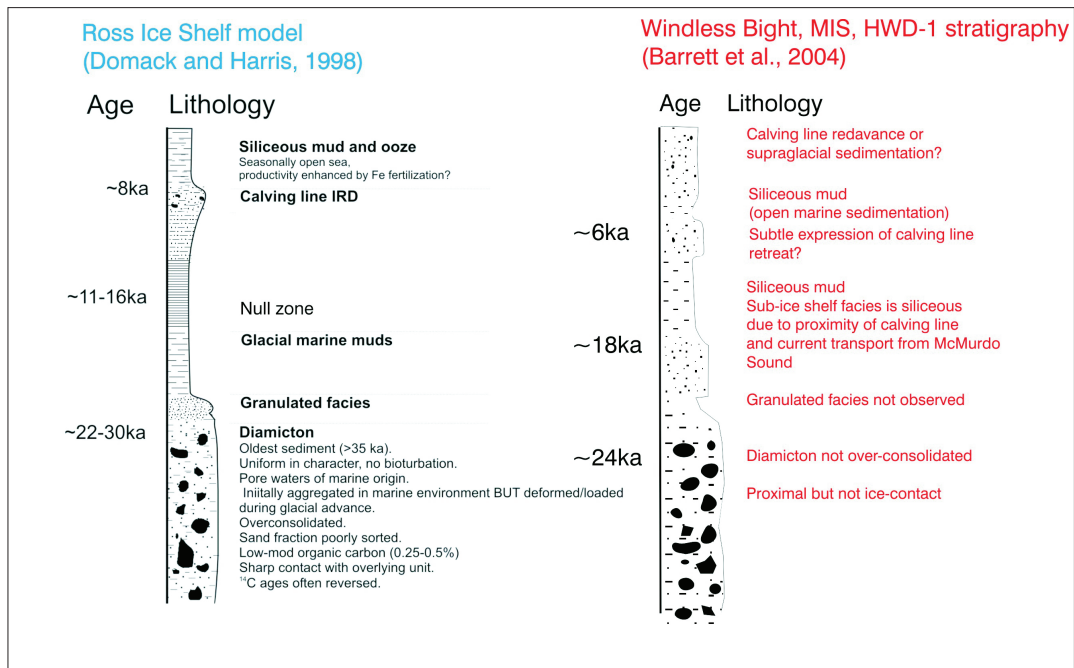 Ross Ice Shelf model
(Domack and Harris, 1998)
Age
Lithology
Siliceous mud and ooze
Seasonally open sea,
productivity enhanced by Fe fertilization?
~8ka
Calving line IRD
~11-16ka
Null zone
Glacial marine muds
Granulated facies
~22-30ka
Diamicton
Oldest sediment (>35 ka).
Uniform in character, no bioturbation.
Pore waters of marine origin.
Iniitally aggregated in marine environment BUT deformed/loaded
during glacial advance.
Overconsolidated.
Sand fraction poorly sorted.
Low-mod organic carbon (0.25-0.5%)
Sharp contact with overlying unit.
¹⁴C ages often reversed.
Windless Bight, MIS, HWD-1 stratigraphy
(Barrett et al., 2004)
Age
Lithology
Calving line redavance or
supraglacial sedimentation?
Siliceous mud
(open marine sedimentation)
~6ka
Subtle expression of calving line
retreat?
Siliceous mud
Sub-ice shelf facies is siliceous
due to proximity of calving line
and current transport from McMurdo
Sound
~18ka
Granulated facies not observed
~24ka
Diamicton not over-consolidated
Proximal but not ice-contact